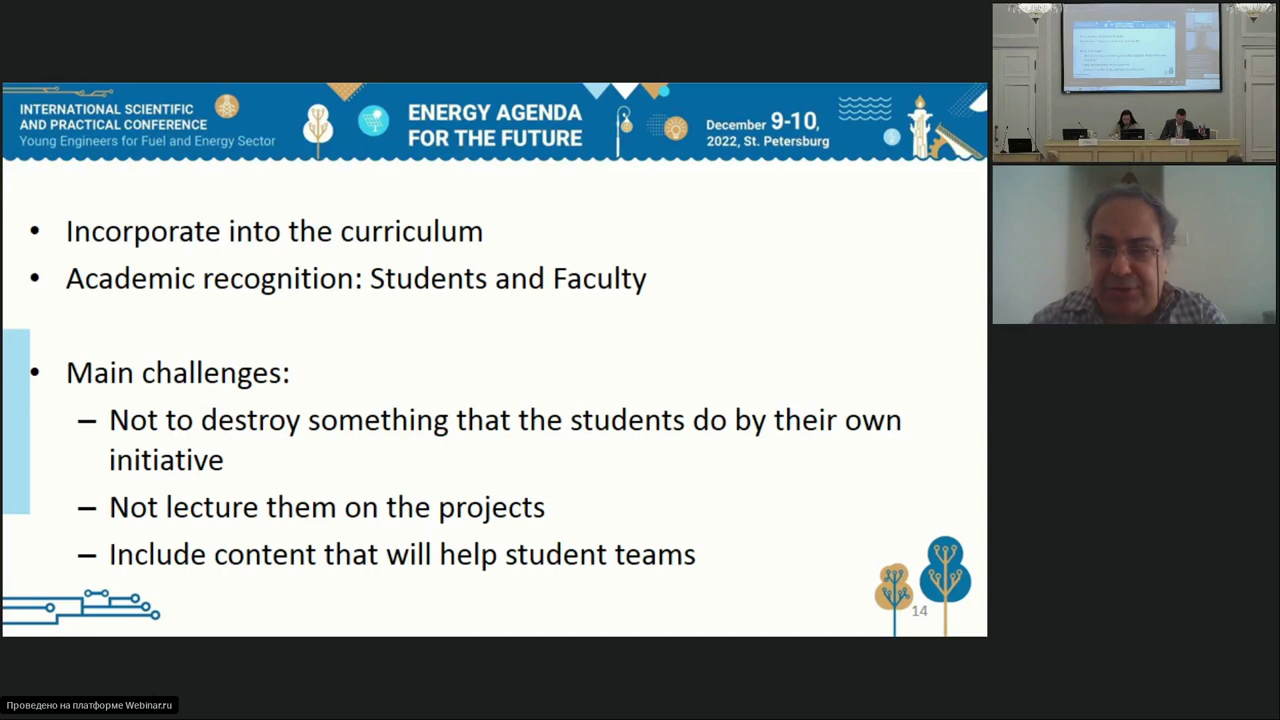 INTERNATIONAL SCIENTIFIC
AND PRACTICAL CONFERENCE
Young Engineers for Fuel and Energy Sector
ENERGY AGENDA
FOR THE FUTURE
December 9-10,
2022, St. Petersburg
• Incorporate into the curriculum
• Academic recognition: Students and Faculty
• Main challenges:
– Not to destroy something that the students do by their own
initiative
– Not lecture them on the projects
– Include content that will help student teams
14
Проведено на платформе Webinar.ru